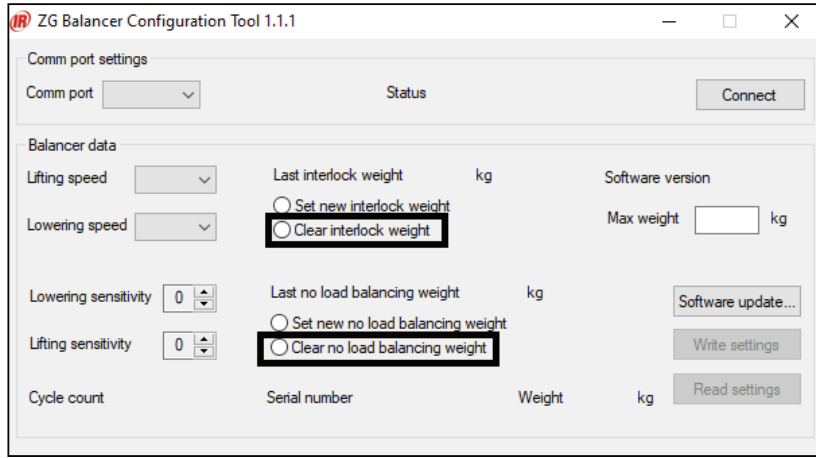 IR ZG Balancer Configuration Tool 1.1.1
Comm port settings
Comm port Status Connect
Balancer data
Lifting speed Last interlock weight kg Software version
Set new interlock weight
Lowering speed Clear interlock weight Max weight kg
Lowering sensitivity 0 Last no load balancing weight kg Software update...
Set new no load balancing weight
Lifting sensitivity 0 Clear no load balancing weight Write settings
Cycle count Serial number Weight kg Read settings